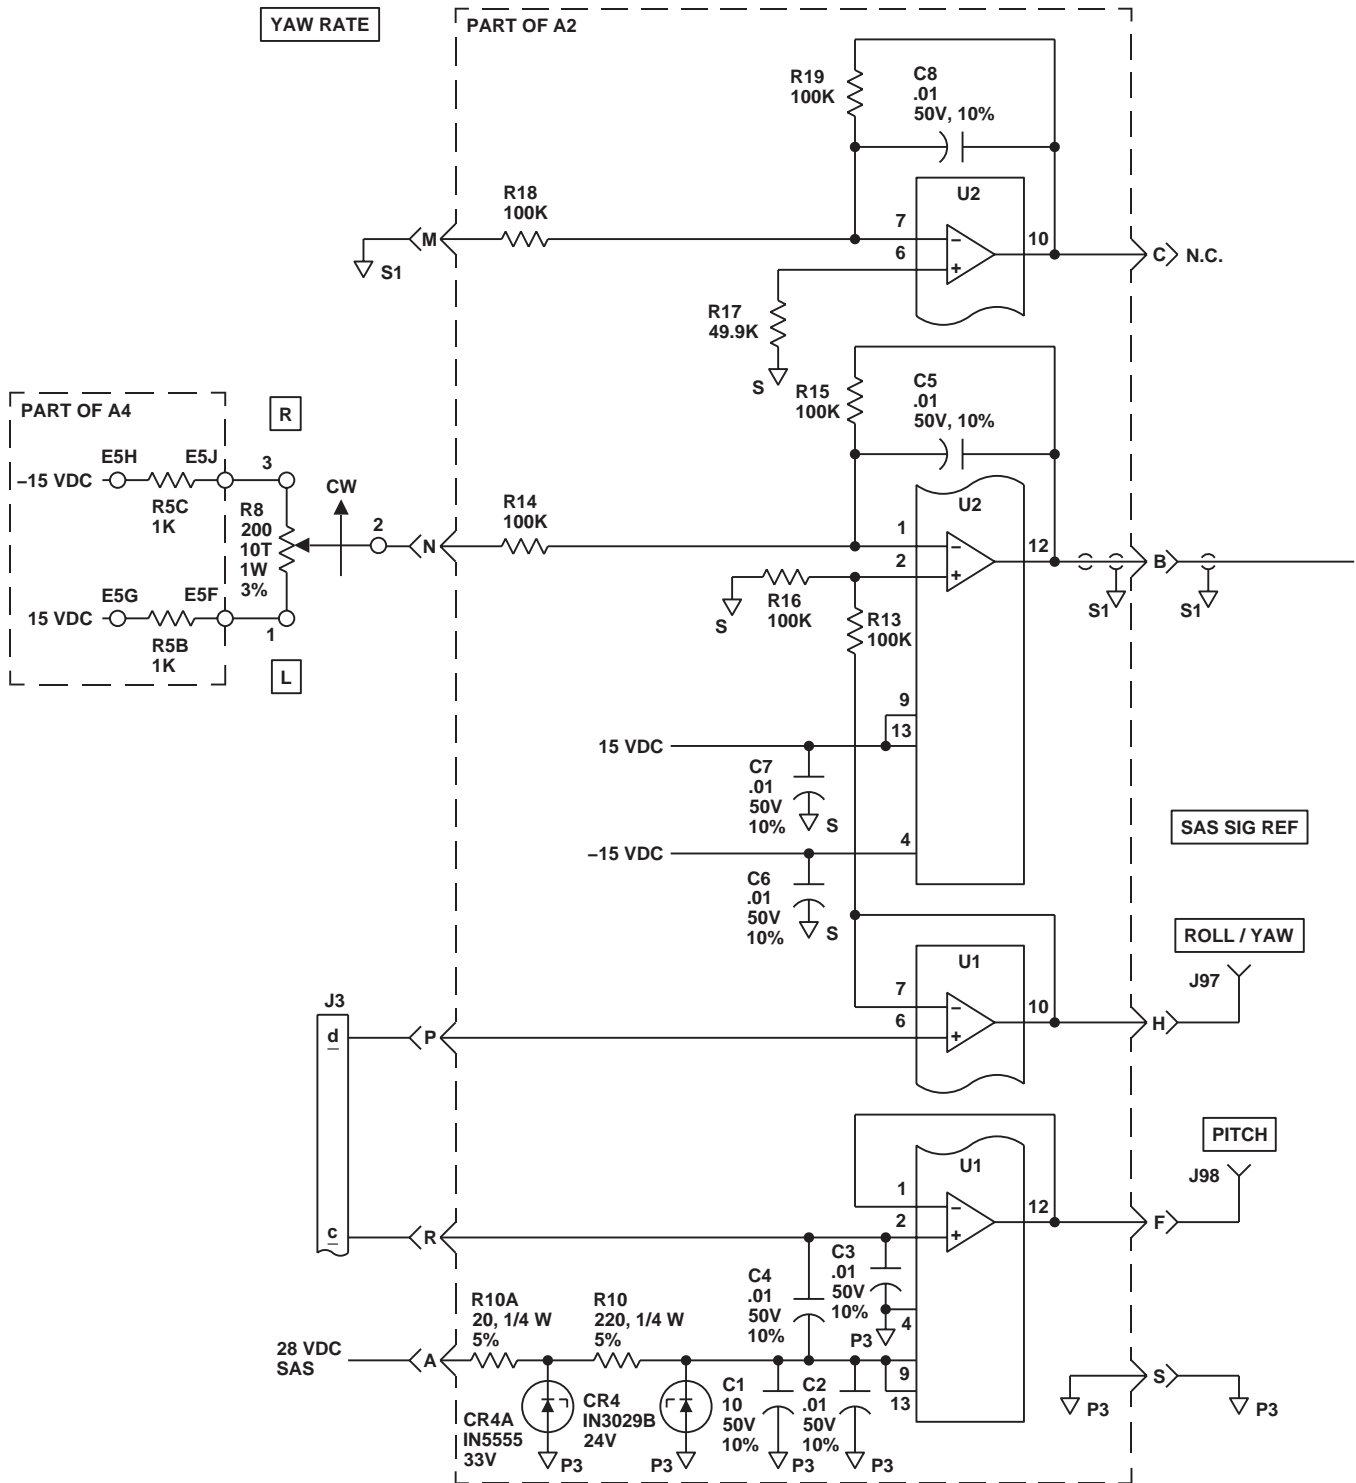 YAW RATE
PART OF A2
R19
100K
C8
.01
50V, 10%
R18
100K
U2
M
7
6
10
C
N.C.
S1
R17
49.9K
S
PART OF A4
R
R15
100K
C5
.01
50V, 10%
E5H
E5J
3
–15 VDC
R5C
1K
CW
R8
200
10T
1W
3%
2
N
R14
100K
U2
1
2
12
B
E5G
E5F
15 VDC
1
R5B
1K
L
S
R16
100K
R13
100K
S1
S1
9
13
15 VDC
C7
.01
50V
10%
S
4
–15 VDC
C6
.01
50V
10%
S
SAS SIG REF
ROLL / YAW
J97
U1
7
6
10
H
J3
d
P
PITCH
J98
U1
1
2
12
F
c
R
C4
.01
50V
10%
C3
.01
50V
10%
4
P3
R10A
20, 1/4 W
5%
R10
220, 1/4 W
5%
28 VDC
SAS
A
9
13
S
P3
P3
CR4A
IN5555
33V
P3
CR4
IN3029B
24V
P3
C1
10
50V
10%
P3
C2
.01
50V
10%
P3